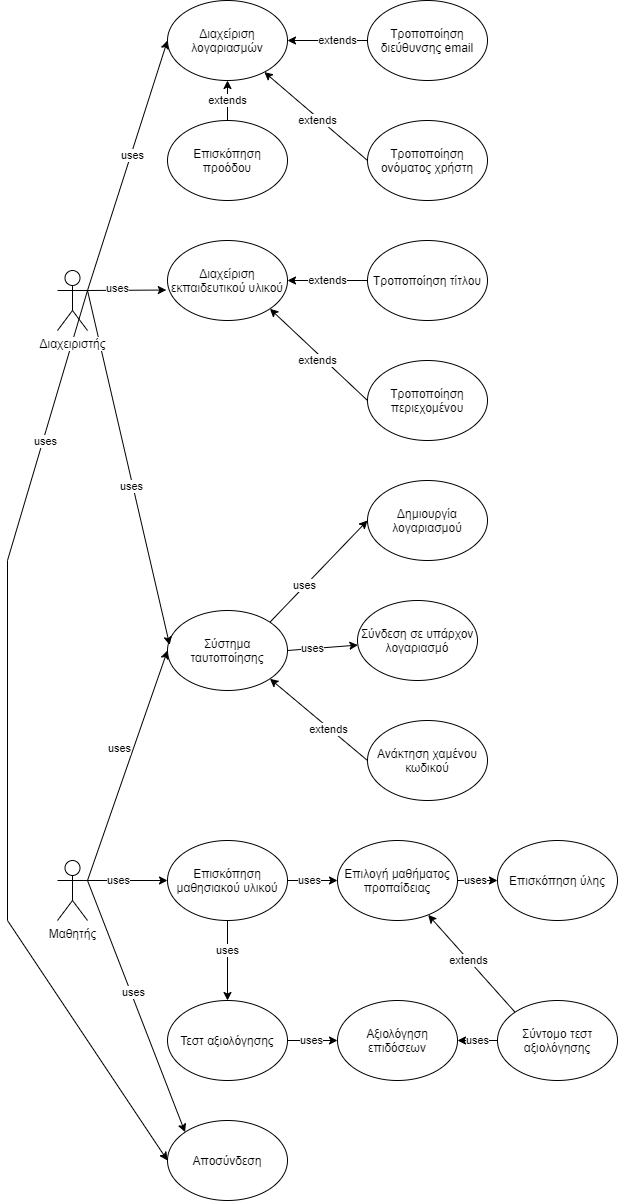 Διαχείριση
λογαριασμών
extends
Τροποποίηση
διεύθυνσης email
extends
extends
uses
Επισκόπηση
προόδου
Τροποποίηση
ονόματος χρήστη
Διαχειριστής
uses
Διαχείριση
εκπαιδευτικού υλικού
extends
Τροποποίηση τίτλου
extends
Τροποποίηση
περιεχομένου
uses
uses
Δημιουργία
λογαριασμού
uses
Σύστημα
ταυτοποίησης
uses
Σύνδεση σε υπάρχον
λογαριασμό
extends
Ανάκτηση χαμένου
κωδικού
uses
Μαθητής
uses
Επισκόπηση
μαθησιακού υλικού
uses
Επιλογή μαθήματος
προπαίδειας
uses
Επισκόπηση ύλης
uses
extends
uses
Τεστ αξιολόγησης
uses
Αξιολόγηση
επιδόσεων
uses
Σύντομο τεστ
αξιολόγησης
Αποσύνδεση